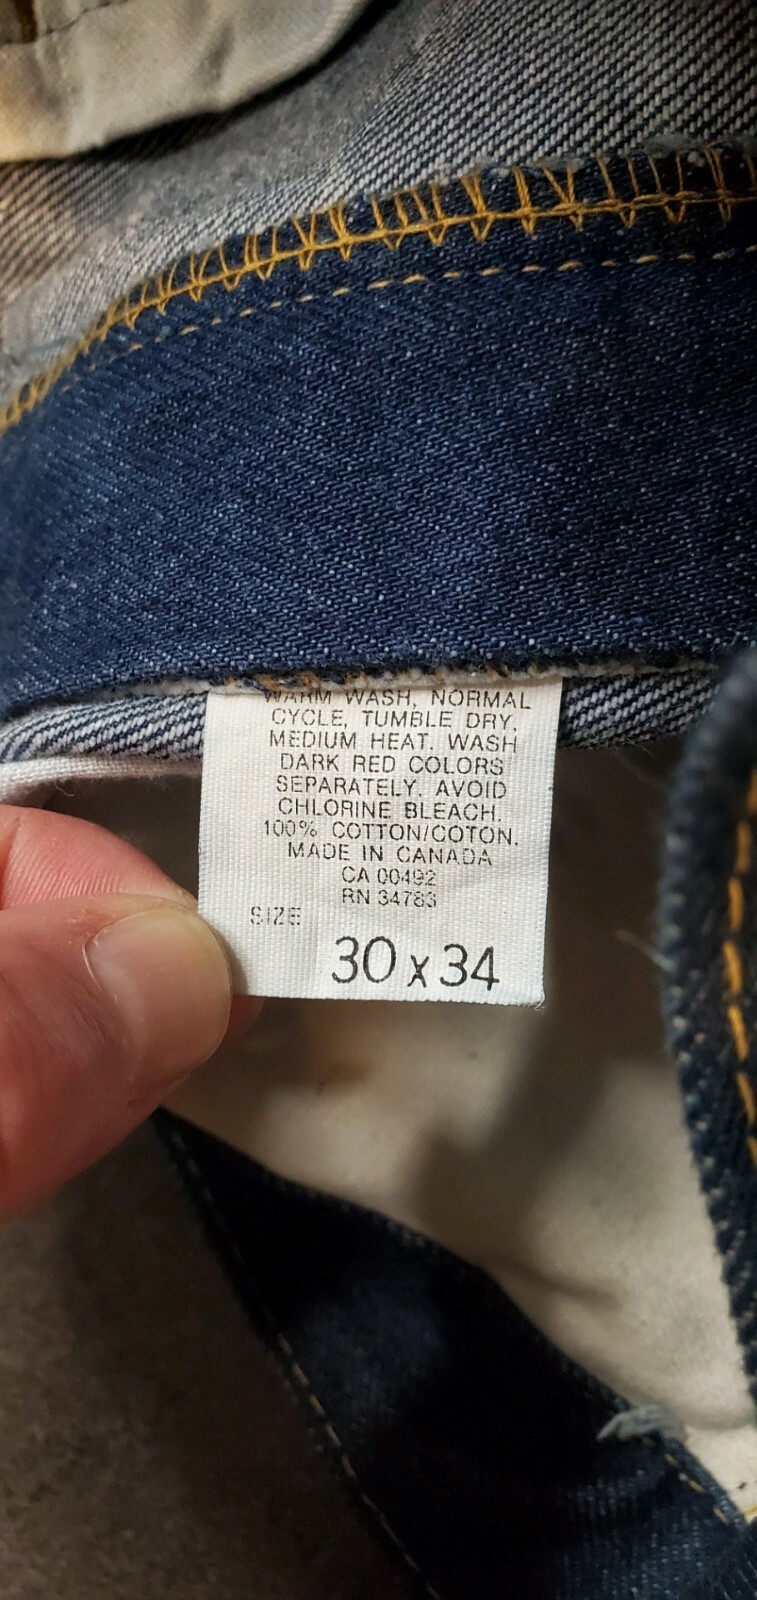 WARM WASH, NORMAL
CYCLE, TUMBLE DRY,
MEDIUM HEAT. WASH
DARK RED COLORS
SEPARATELY. AVOID
CHLORINE BLEACH.
100% COTTON/COTON.
MADE IN CANADA
CA 00492
RN 34783
SIZE
30 x 34